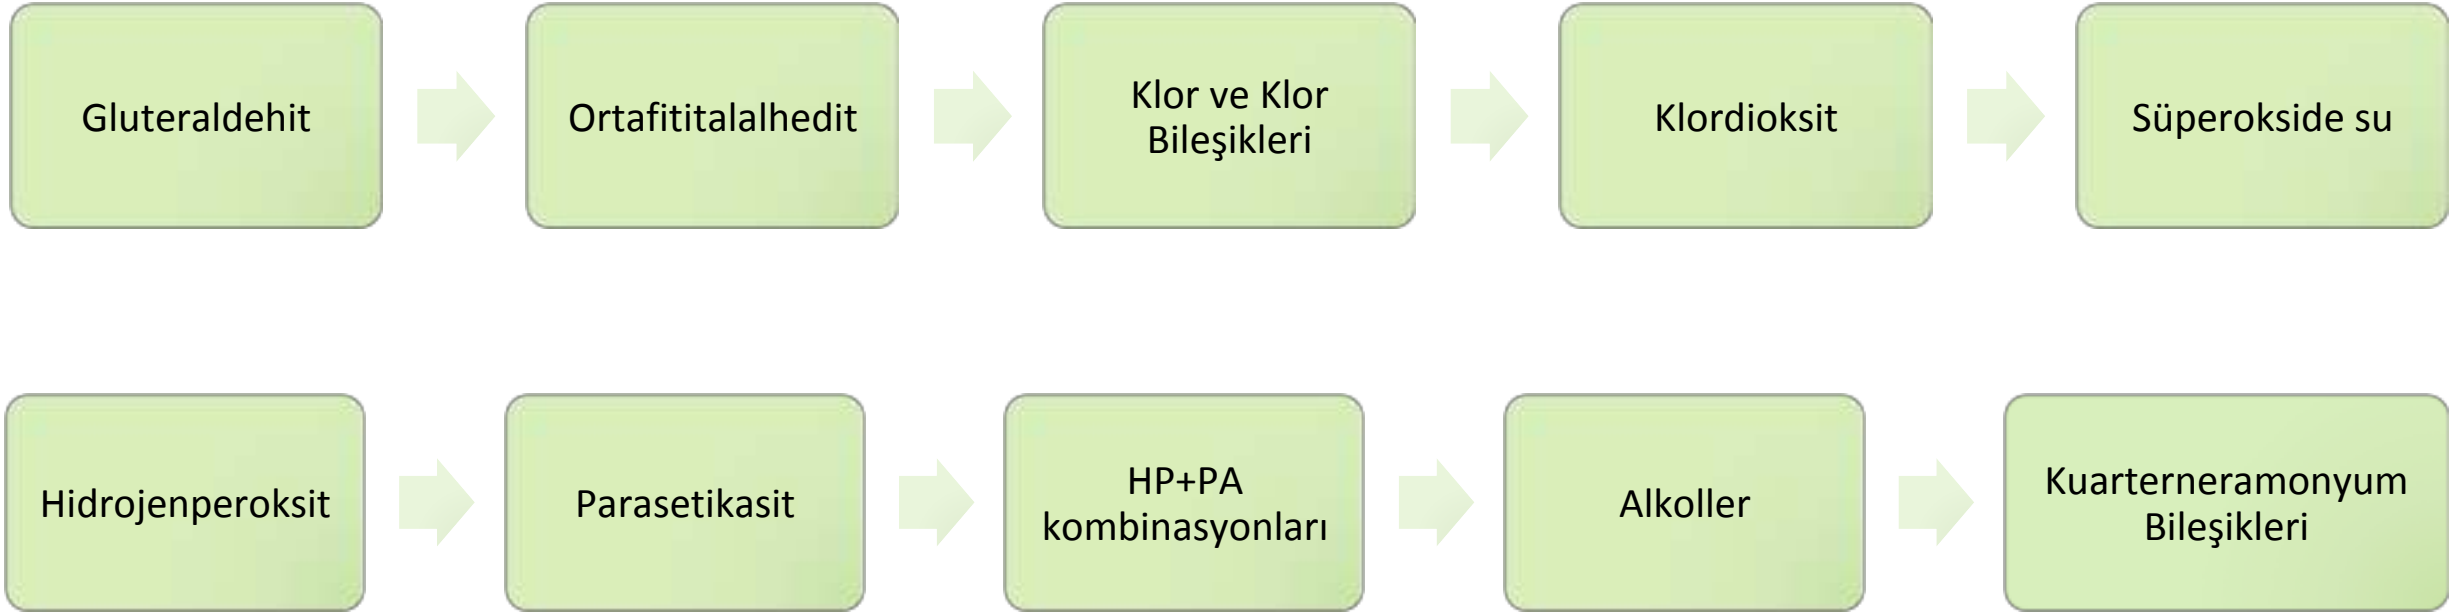 Gluteraldehit
Ortafititalalhedit
Klor ve Klor
Bileşikleri
Klordioksit
Süperokside su
Hidrojenperoksit
Parasetikasit
HP+PA
kombinasyonları
Alkoller
Kuarterneramonyum
Bileşikleri